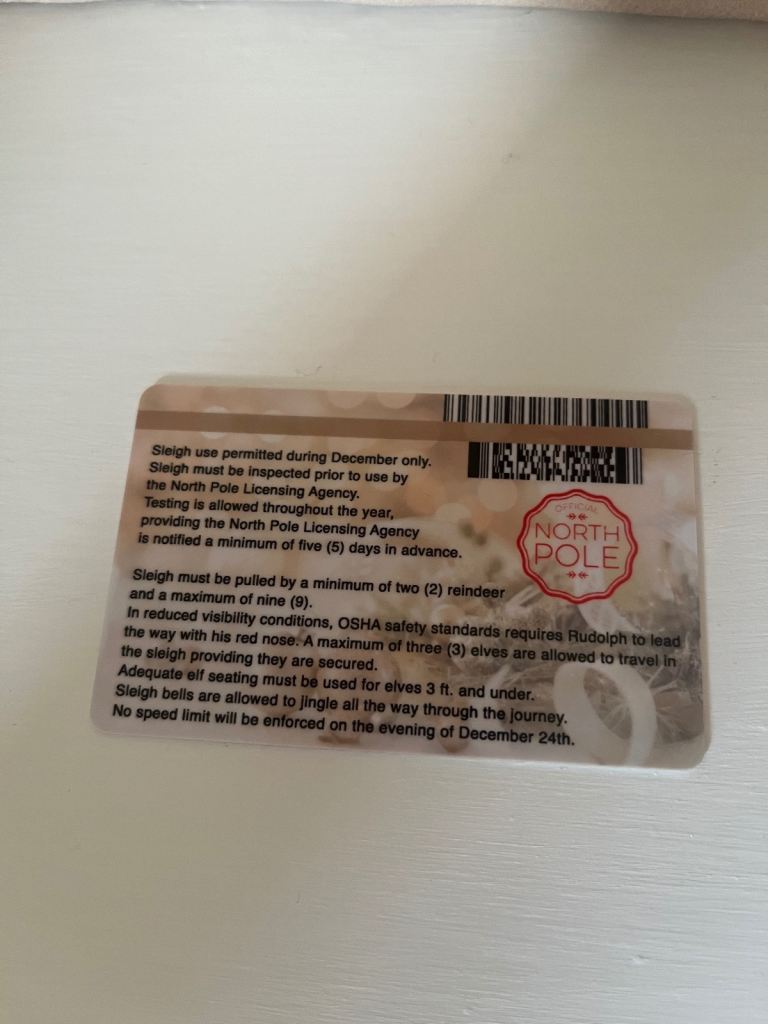 Sleigh use permitted during December only.
Sleigh must be inspected prior to use by
the North Pole Licensing Agency.
Testing is allowed throughout the year,
providing the North Pole Licensing Agency
is notified a minimum of five (5) days in advance.
OFFICIAL
NORTH
POLE
Sleigh must be pulled by a minimum of two (2) reindeer
and a maximum of nine (9).
In reduced visibility conditions, OSHA safety standards requires Rudolph to lead
the way with his red nose. A maximum of three (3) elves are allowed to travel in
the sleigh providing they are secured.
Adequate elf seating must be used for elves 3 ft. and under.
Sleigh bells are allowed to jingle all the way through the journey.
No speed limit will be enforced on the evening of December 24th.